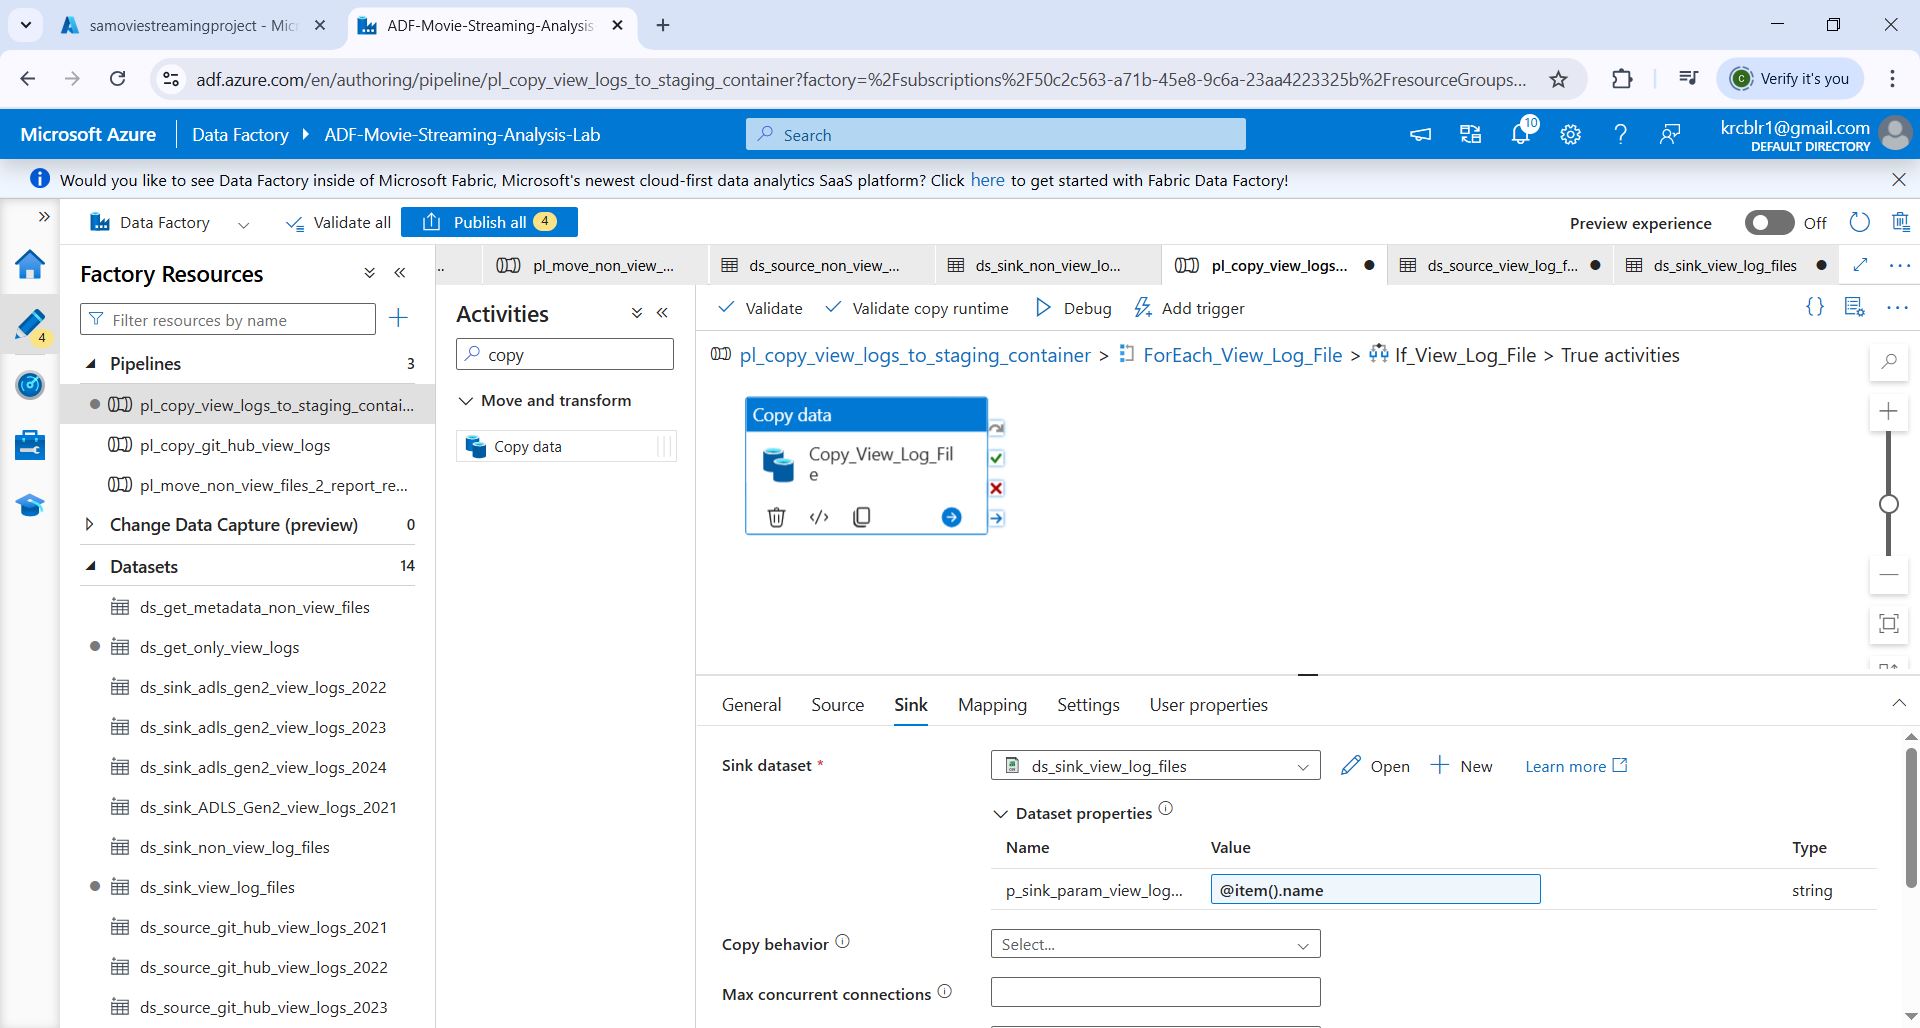 samoviestreamingproject - Micr
ADF-Movie-Streaming-Analysis
adf.azure.com/en/authoring/pipeline/pl_copy_view_logs_to_staging_container?factory=%2Fsubscriptions%2F50c2c563-a71b-45e8-9c6a-23aa4223325b%2FresourceGroups...
Verify it's you
Microsoft Azure
Data Factory
ADF-Movie-Streaming-Analysis-Lab
Search
10
krcblr1@gmail.com
DEFAULT DIRECTORY
Would you like to see Data Factory inside of Microsoft Fabric, Microsoft's newest cloud-first data analytics SaaS platform? Click here to get started with Fabric Data Factory!
Data Factory
Validate all
Publish all 4
Preview experience
Off
Factory Resources
..
pl_move_non_view_...
ds_source_non_view_...
ds_sink_non_view_lo...
pl_copy_view_logs...
ds_source_view_log_f...
ds_sink_view_log_files
Filter resources by name
4
Activities
copy
Validate
Validate copy runtime
Debug
Add trigger
Pipelines 3
pl_copy_view_logs_to_staging_contai...
pl_copy_git_hub_view_logs
pl_move_non_view_files_2_report_re...
Change Data Capture (preview) 0
Datasets 14
ds_get_metadata_non_view_files
ds_get_only_view_logs
ds_sink_adls_gen2_view_logs_2022
ds_sink_adls_gen2_view_logs_2023
ds_sink_adls_gen2_view_logs_2024
ds_sink_ADLS_Gen2_view_logs_2021
ds_sink_non_view_log_files
ds_sink_view_log_files
ds_source_git_hub_view_logs_2021
ds_source_git_hub_view_logs_2022
ds_source_git_hub_view_logs_2023
Move and transform
Copy data
pl_copy_view_logs_to_staging_container > ForEach_View_Log_File > If_View_Log_File > True activities
Copy data
Copy_View_Log_Fil
e
General
Source
Sink
Mapping
Settings
User properties
Sink dataset *
ds_sink_view_log_files
Open
New
Learn more
Dataset properties
Name
Value
Type
p_sink_param_view_log...
@item().name
string
Copy behavior
Select...
Max concurrent connections